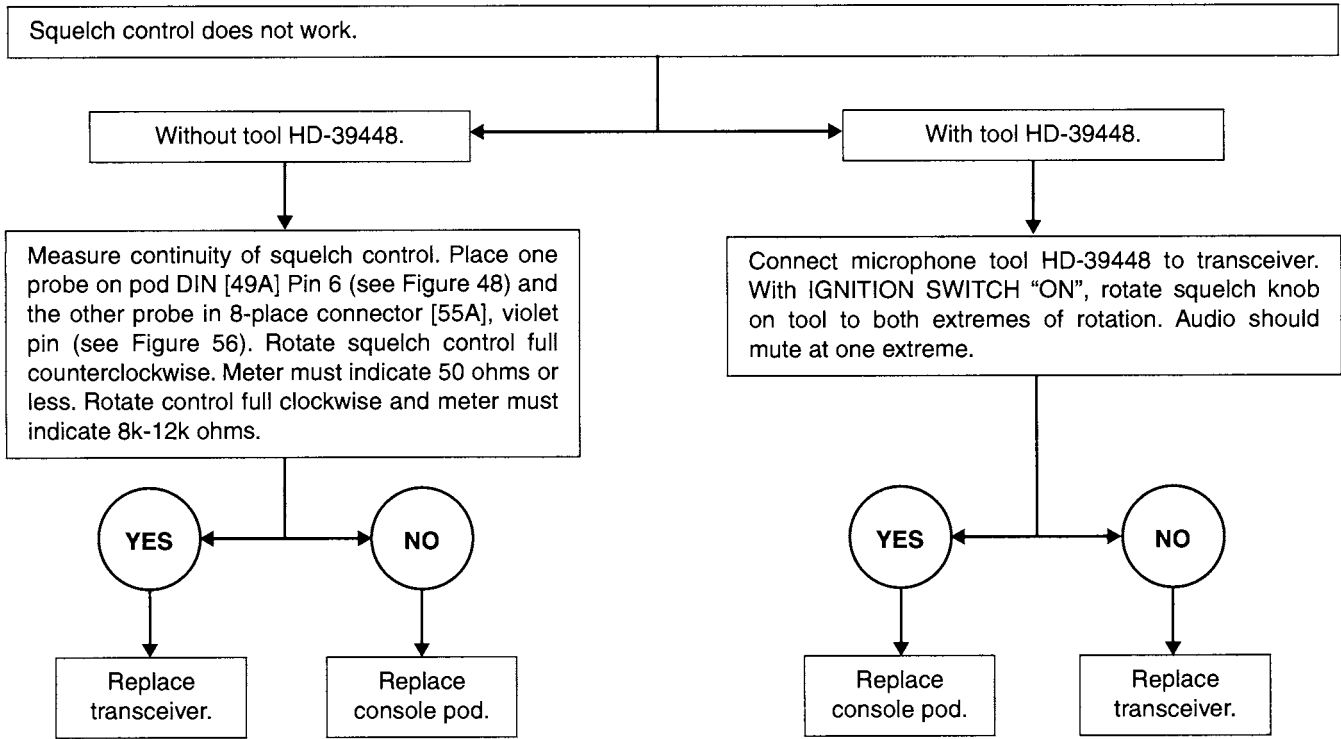 Squelch control does not work.
Without tool HD-39448.
With tool HD-39448.
Measure continuity of squelch control. Place one
probe on pod DIN [49A] Pin 6 (see Figure 48) and
the other probe in 8-place connector [55A], violet
pin (see Figure 56). Rotate squelch control full
counterclockwise. Meter must indicate 50 ohms or
less. Rotate control full clockwise and meter must
indicate 8k-12k ohms.
Connect microphone tool HD-39448 to transceiver.
With IGNITION SWITCH “ON”, rotate squelch knob
on tool to both extremes of rotation. Audio should
mute at one extreme.
YES
NO
YES
NO
Replace
transceiver.
Replace
console pod.
Replace
console pod.
Replace
transceiver.